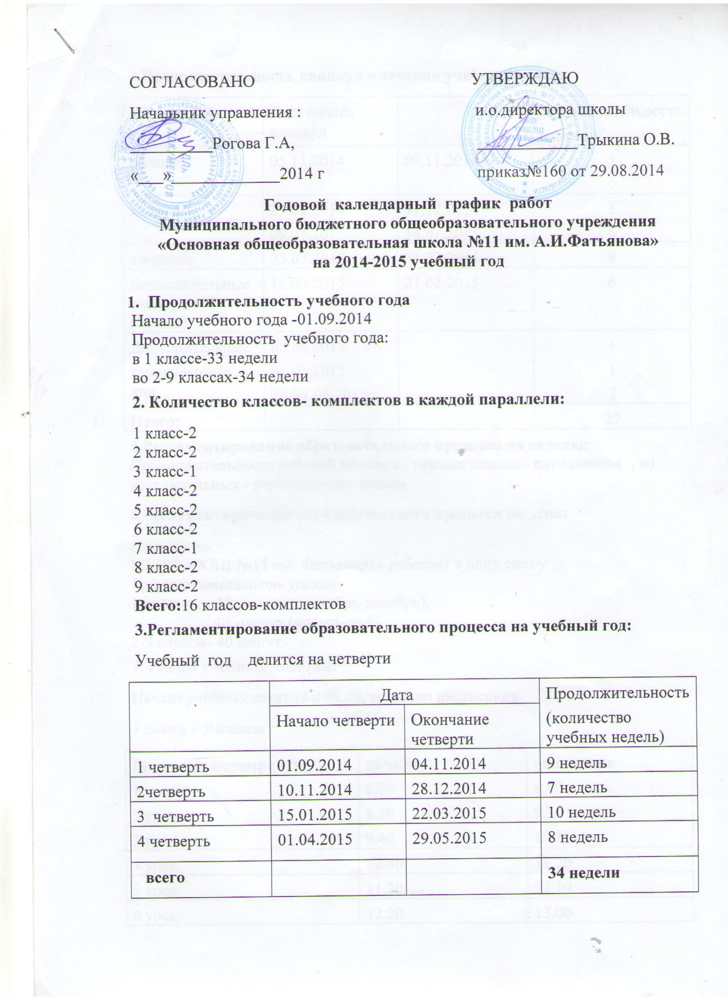 СОГЛАСОВАНО
УТВЕРЖДАЮ
Начальник управления :
и.о.директора школы
__________Рогова Г.А,
____________Трыкина О.В.
«___»_____________2014 г
приказ№160 от 29.08.2014
Годовой календарный график работ
Муниципального бюджетного общеобразовательного учреждения
«Основная общеобразовательная школа №11 им. А.И.Фатьянова»
на 2014-2015 учебный год
1. Продолжительность учебного года
Начало учебного года -01.09.2014
Продолжительность учебного года:
в 1 классе-33 недели
во 2-9 классах-34 недели
2. Количество классов- комплектов в каждой параллели:
1 класс-2
2 класс-2
3 класс-1
4 класс-2
5 класс-2
6 класс-2
7 класс-1
8 класс-2
9 класс-2
Всего:16 классов-комплектов
3.Регламентирование образовательного процесса на учебный год:
Учебный год делится на четверти
Дата
Продолжительность
(количество
учебных недель)
Начало четверти
Окончание
четверти
1 четверть 01.09.2014 04.11.2014 9 недель
2четверть 10.11.2014 28.12.2014 7 недель
3 четверть 15.01.2015 22.03.2015 10 недель
4 четверть 01.04.2015 29.05.2015 8 недель
всего 34 недели